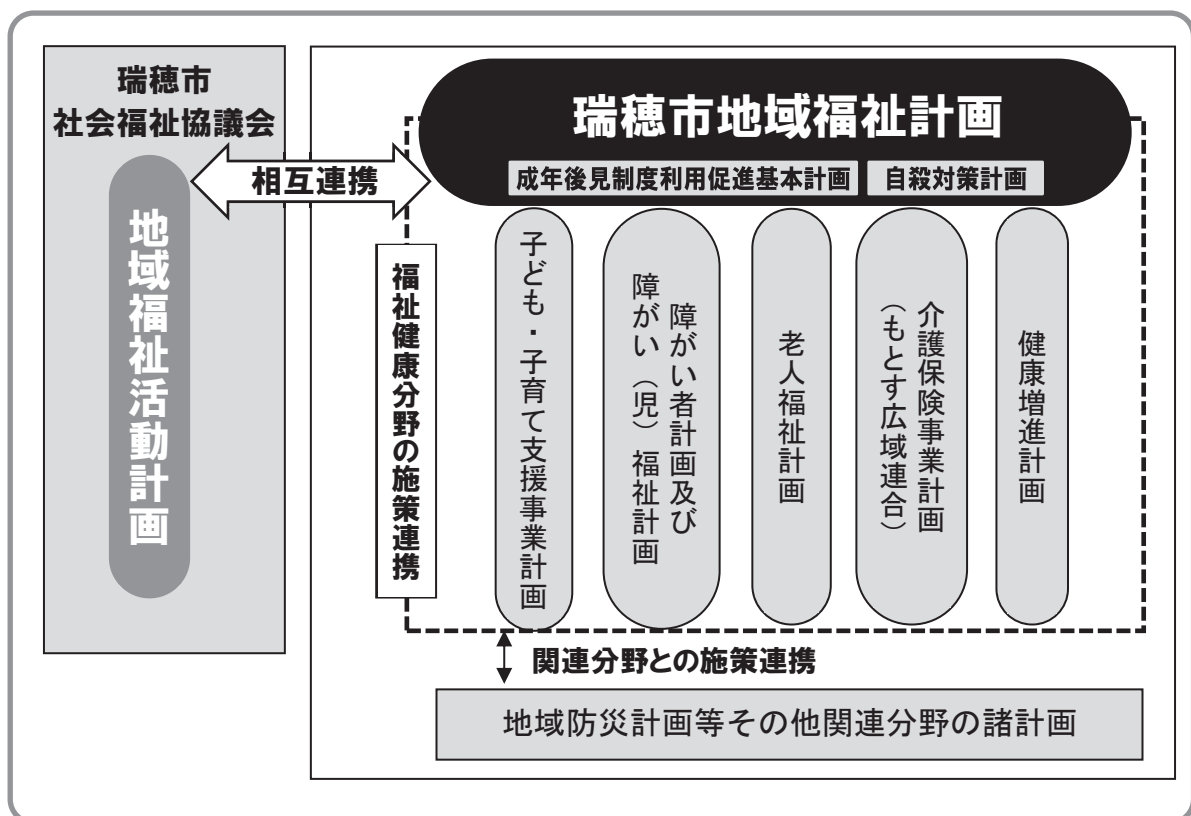 瑞穂市
社会福祉協議会
地域福祉活動計画
相互連携
瑞穂市地域福祉計画
成年後見制度利用促進基本計画
自殺対策計画
福祉健康分野の施策連携
子ども・子育て支援事業計画
障がい者計画及び
障がい（児）福祉計画
老人福祉計画
介護保険事業計画
（もとす広域連合）
健康増進計画
関連分野との施策連携
地域防災計画等その他関連分野の諸計画